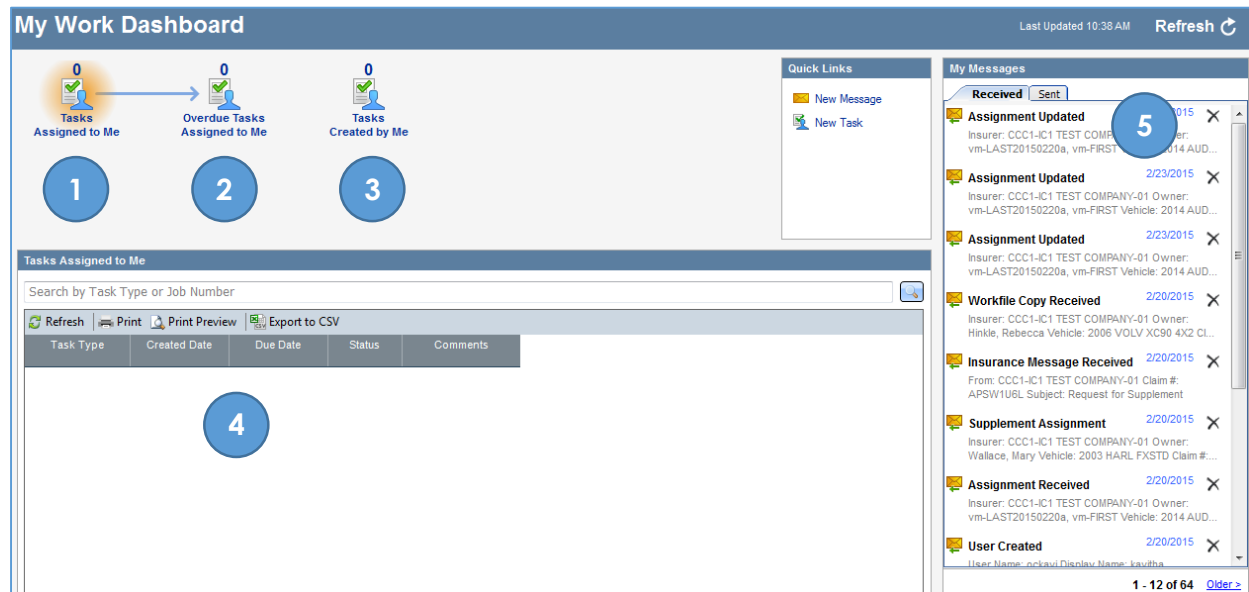 My Work Dashboard
Last Updated 10:38 AM Refresh
0
Tasks
Assigned to Me
0
Overdue Tasks
Assigned to Me
0
Tasks
Created by Me
1
2
3
Quick Links
New Message
New Task
Tasks Assigned to Me
Search by Task Type or Job Number
Refresh Print Print Preview Export to CSV
Task Type Created Date Due Date Status Comments
4
My Messages
Received Sent
5
Assignment Updated 015
Insurer: CCC1-IC1 TEST COMP er:
vm-LAST20150220a, vm-FIRST 014 AUD...
Assignment Updated 2/23/2015
Insurer: CCC1-IC1 TEST COMPANY-01 Owner:
vm-LAST20150220a, vm-FIRST Vehicle: 2014 AUD...
Assignment Updated 2/23/2015
Insurer: CCC1-IC1 TEST COMPANY-01 Owner:
vm-LAST20150220a, vm-FIRST Vehicle: 2014 AUD...
Workfile Copy Received 2/20/2015
Insurer: CCC1-IC1 TEST COMPANY-01 Owner:
Hinkle, Rebecca Vehicle: 2006 VOLV XC90 4X2 Cl...
Insurance Message Received 2/20/2015
From: CCC1-IC1 TEST COMPANY-01 Claim #:
APSW1U6L Subject: Request for Supplement
Supplement Assignment 2/20/2015
Insurer: CCC1-IC1 TEST COMPANY-01 Owner:
Wallace, Mary Vehicle: 2003 HARL FXSTD Claim #:...
Assignment Received 2/20/2015
Insurer: CCC1-IC1 TEST COMPANY-01 Owner:
vm-LAST20150220a, vm-FIRST Vehicle: 2014 AUD...
User Created 2/20/2015
User Name: ockavi Display Name: kavitha
1 - 12 of 64 Older >